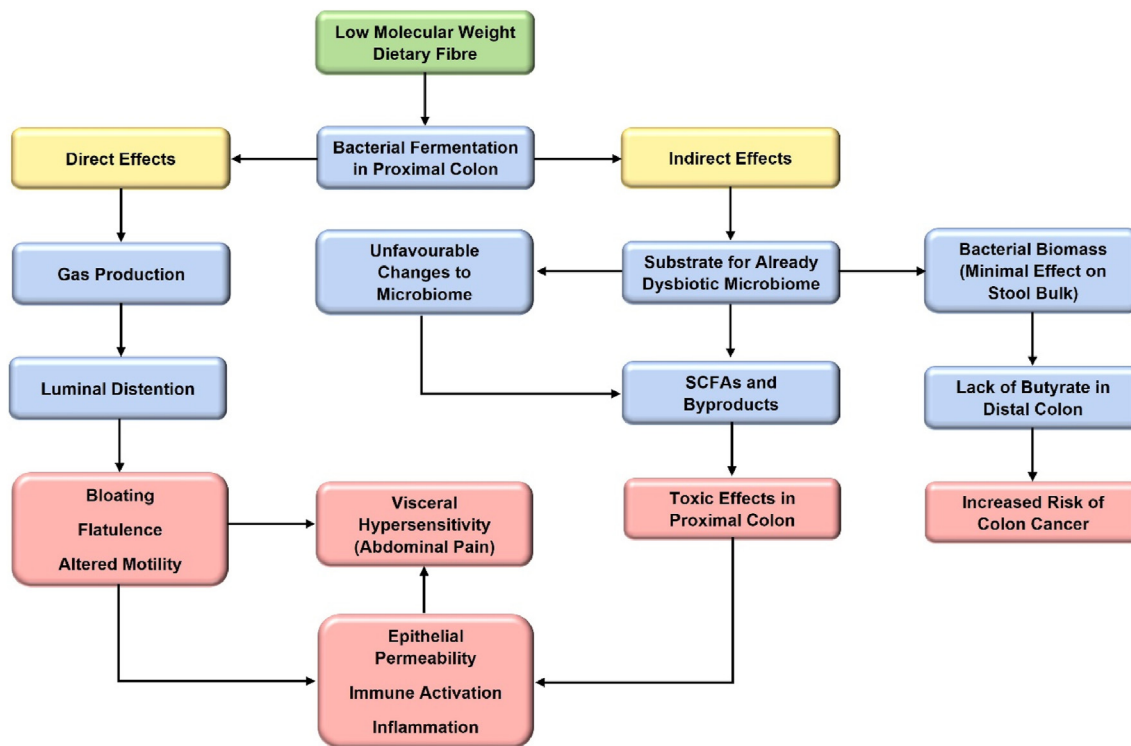 Low Molecular Weight
Dietary Fibre
Direct Effects
Bacterial Fermentation
in Proximal Colon
Indirect Effects
Gas Production
Unfavourable
Changes to
Microbiome
Substrate for Already
Dysbiotic Microbiome
Bacterial Biomass
(Minimal Effect on
Stool Bulk)
Luminal Distention
SCFAs and
Byproducts
Lack of Butyrate in
Distal Colon
Bloating
Flatulence
Altered Motility
Visceral
Hypersensitivity
(Abdominal Pain)
Toxic Effects in
Proximal Colon
Increased Risk of
Colon Cancer
Epithelial
Permeability
Immune Activation
Inflammation